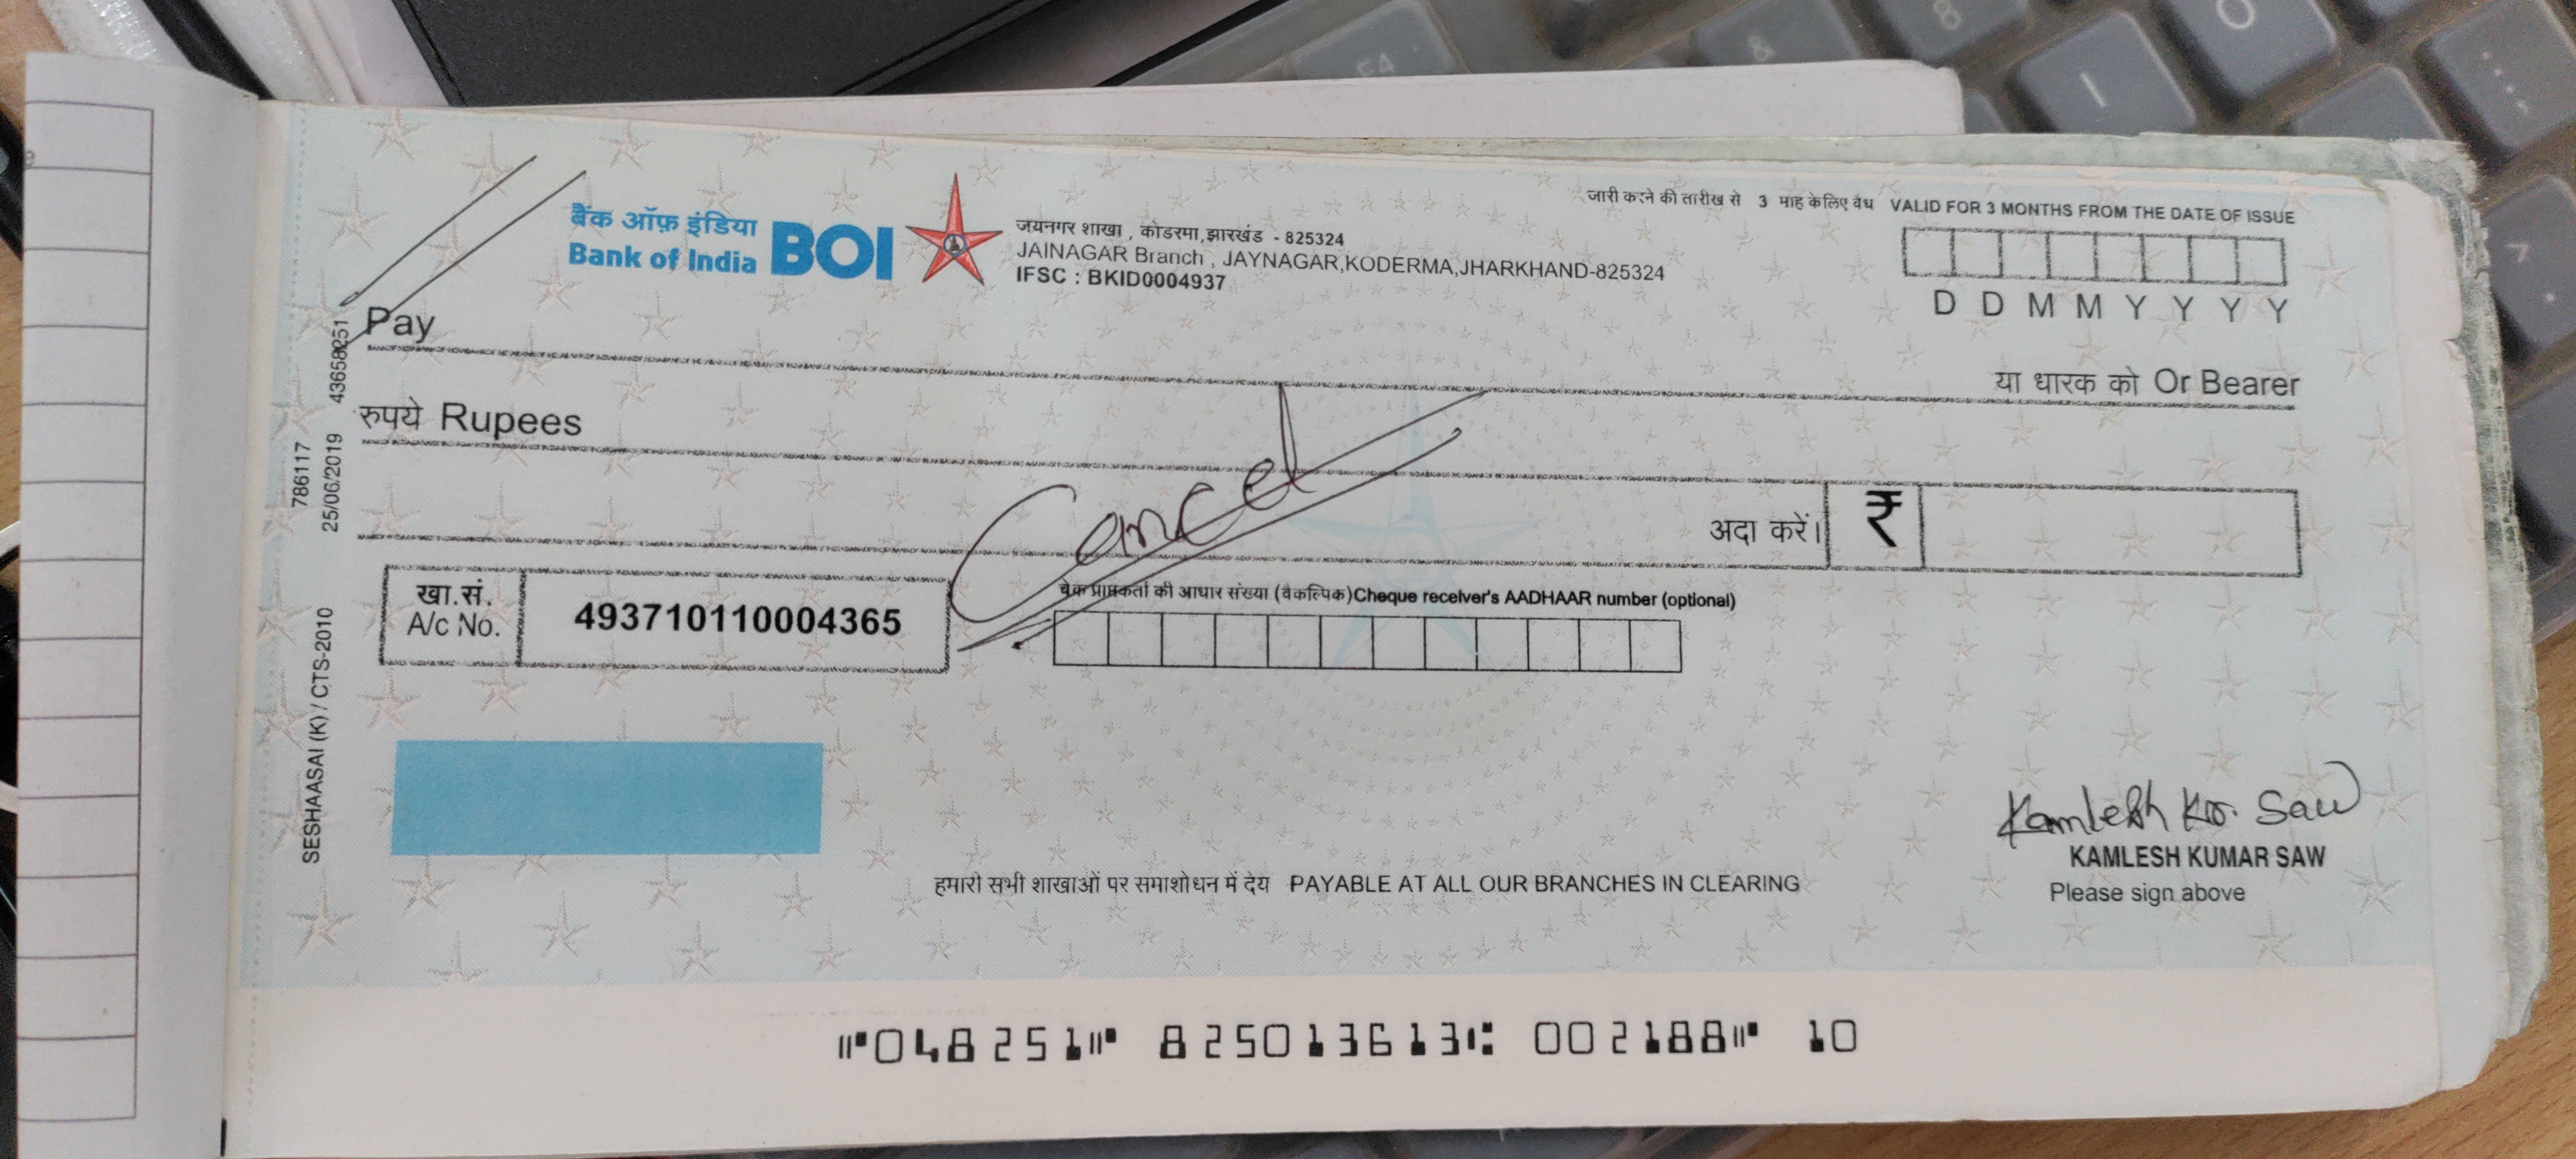 जारी करने की तारीख से 3 माह के लिए वैध VALID FOR 3 MONTHS FROM THE DATE OF ISSUE
बैंक ऑफ़ इंडिया
Bank of India
BOI
जयनगर शाखा , कोडरमा,झारखंड - 825324
JAINAGAR Branch , JAYNAGAR,KODERMA,JHARKHAND-825324
IFSC : BKID0004937
D D M M Y Y Y Y
Pay
या धारक को Or Bearer
रुपये Rupees
Cancel
अदा करें। ₹
खा.सं.
A/c No.
493710110004365
चेक प्राप्तकर्ता की आधार संख्या (वैकल्पिक)Cheque receiver's AADHAAR number (optional)
43658251
786117
25/06/2019
SESHAASAI (K) / CTS-2010
Kamlesh Kr. Saw
KAMLESH KUMAR SAW
Please sign above
हमारी सभी शाखाओं पर समाशोधन में देय PAYABLE AT ALL OUR BRANCHES IN CLEARING
⑈048251⑈ 825013613⑆ 002188⑈ 10